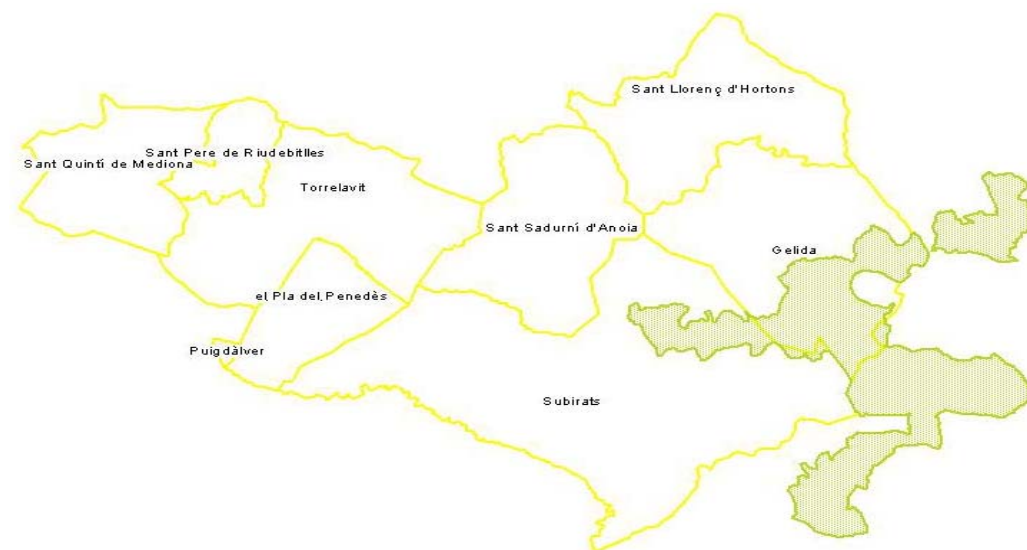 Sant Llorenç d'Hortons
Sant Pere de Riudebitlles
Sant Quintí de Mediona
Torrelavit
Sant Sadurní d'Anoia
Gelida
el Pla del Penedès
Puigdàlver
Subirats